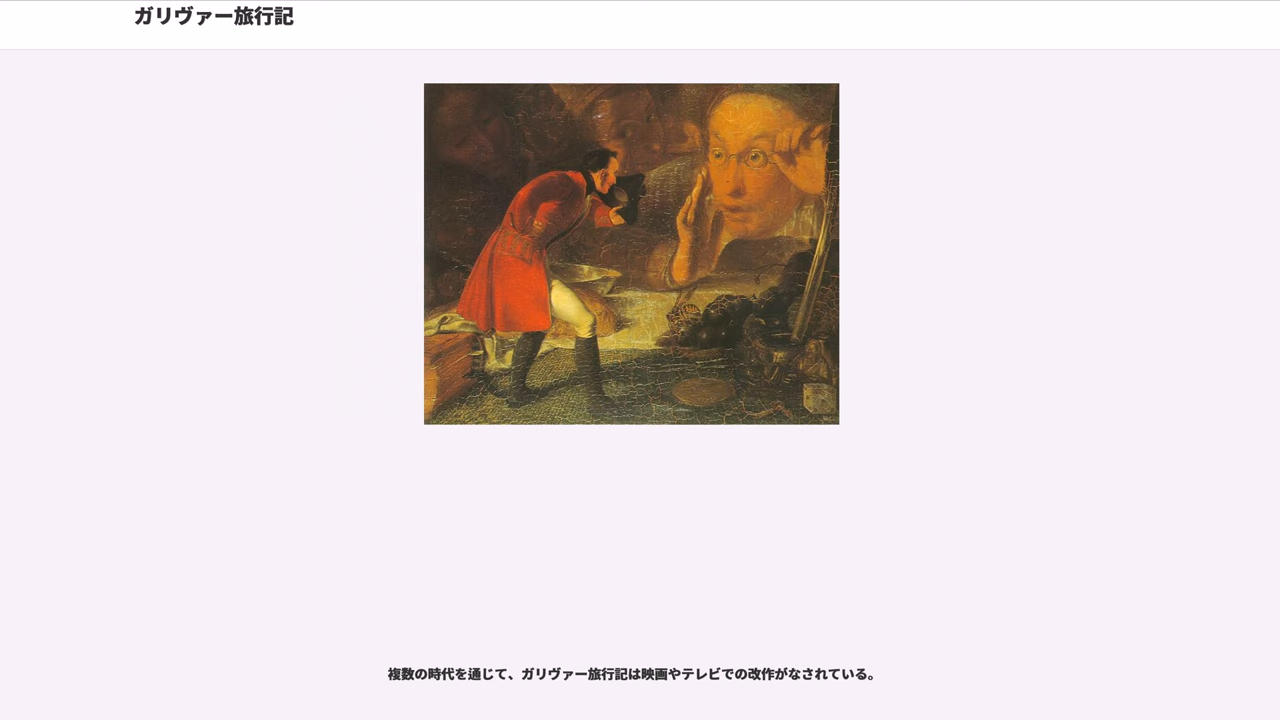 ガリヴァー旅行記
複数の時代を通じて、ガリヴァー旅行記は映画やテレビでの改作がなされている。